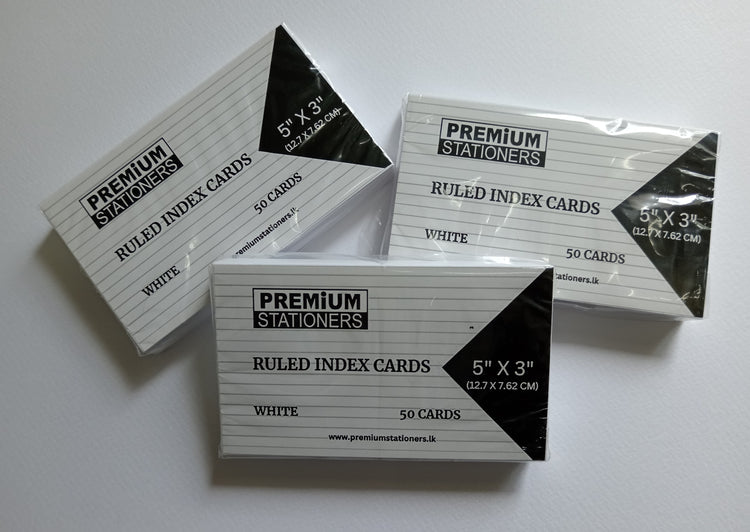 PREMiUM
STATIONERS
RULED INDEX CARDS
WHITE
50 CARDS
5" X 3"
(12.7 X 7.62 CM)
PREMiUM
STATIONERS
RULED INDEX CARDS
WHITE
50 CARDS
5" X 3"
(12.7 X 7.62 CM)
PREMiUM
STATIONERS
RULED INDEX CARDS
5" X 3"
(12.7 X 7.62 CM)
WHITE
50 CARDS
www.premiumstationers.lk